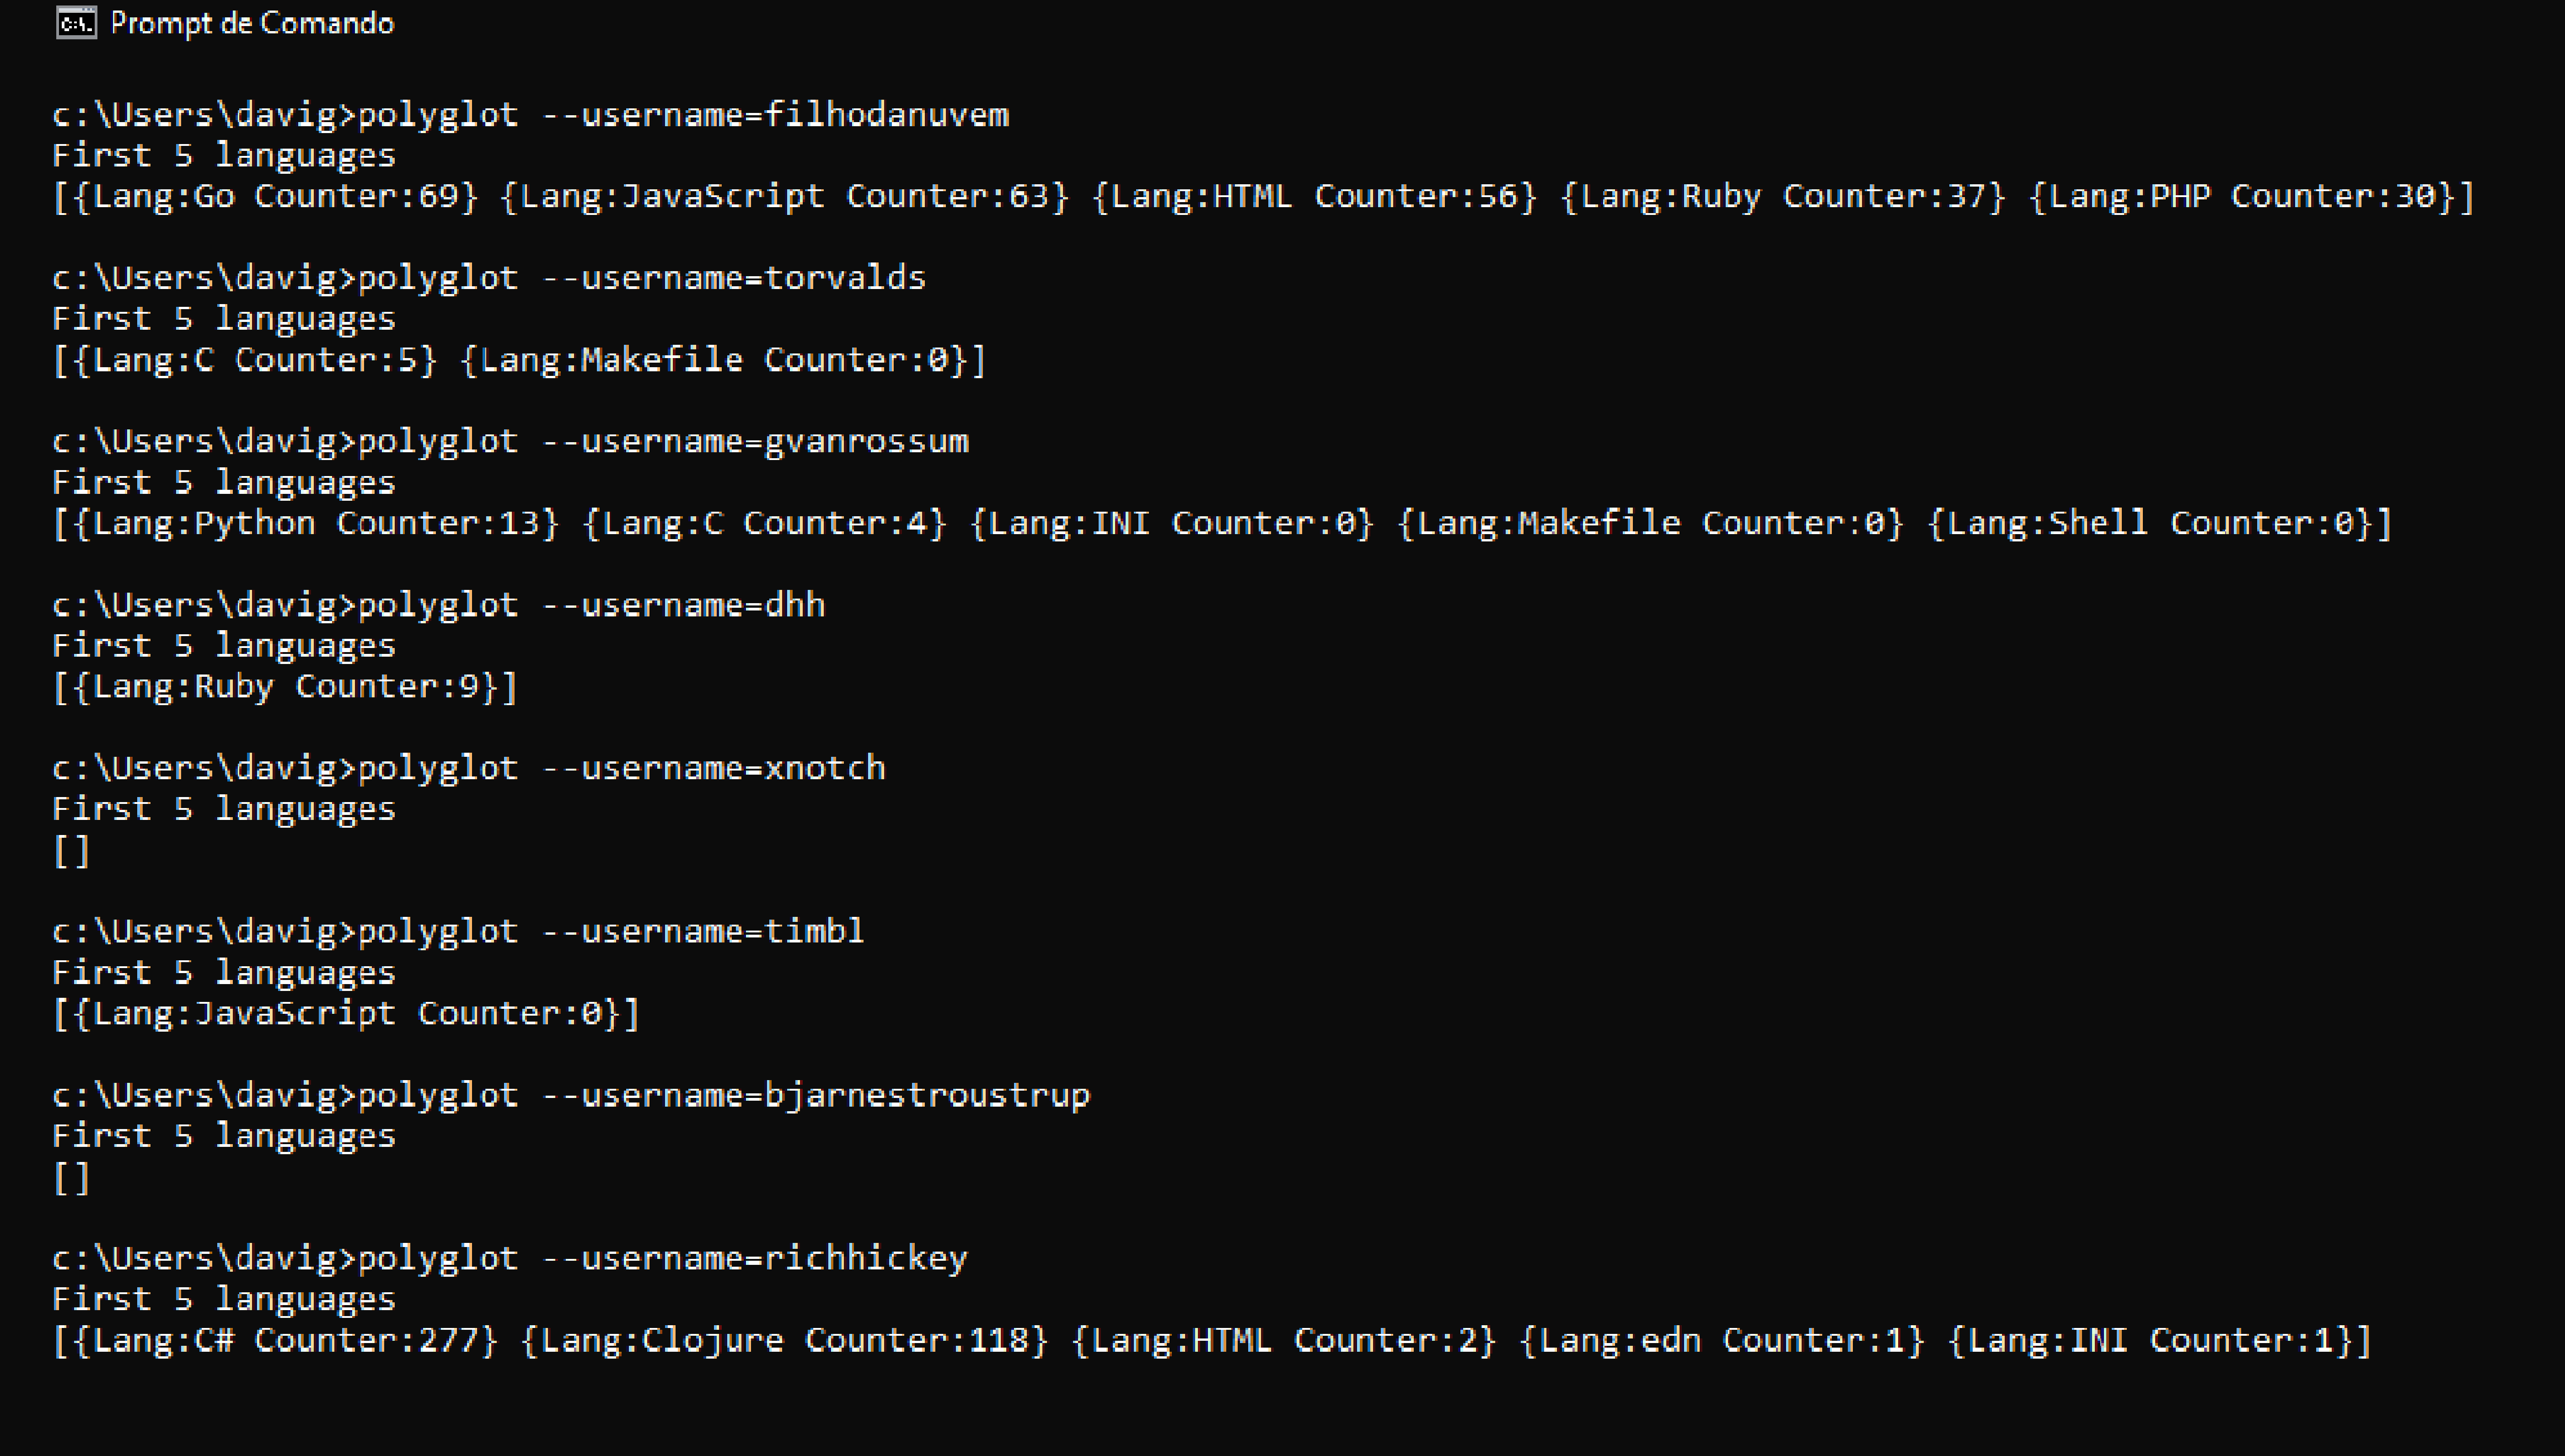 Prompt de Comando
c:\Users\davig>polyglot --username=filhodanuvem
First 5 languages
[{Lang:Go Counter:69} {Lang:JavaScript Counter:63} {Lang:HTML Counter:56} {Lang:Ruby Counter:37} {Lang:PHP Counter:30}]
c:\Users\davig>polyglot --username=torvalds
First 5 languages
[{Lang:C Counter:5} {Lang:Makefile Counter:0}]
c:\Users\davig>polyglot --username=gvanrossum
First 5 languages
[{Lang:Python Counter:13} {Lang:C Counter:4} {Lang:INI Counter:0} {Lang:Makefile Counter:0} {Lang:Shell Counter:0}]
c:\Users\davig>polyglot --username=dhh
First 5 languages
[{Lang:Ruby Counter:9}]
c:\Users\davig>polyglot --username=xnotch
First 5 languages
[]
c:\Users\davig>polyglot --username=timbl
First 5 languages
[{Lang:JavaScript Counter:0}]
c:\Users\davig>polyglot --username=bjarnestroustrup
First 5 languages
[]
c:\Users\davig>polyglot --username=richhickey
First 5 languages
[{Lang:C# Counter:277} {Lang:Clojure Counter:118} {Lang:HTML Counter:2} {Lang:edn Counter:1} {Lang:INI Counter:1}]